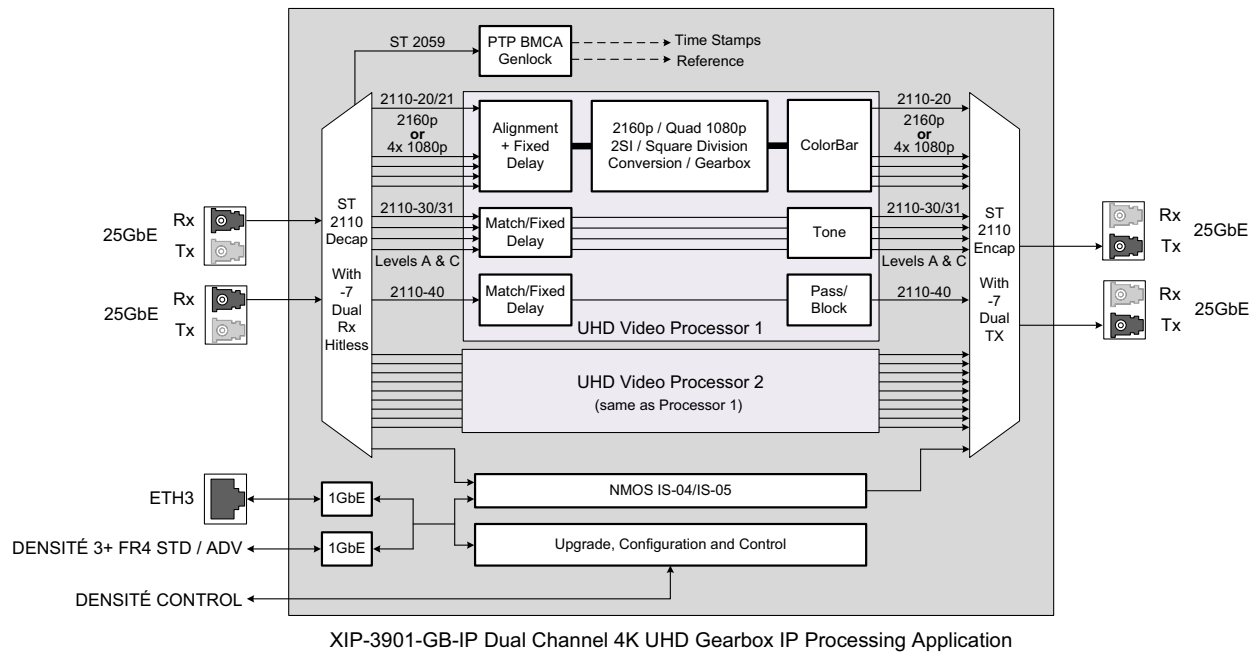 ST 2059
PTP BMCA
Genlock
Time Stamps
Reference
2110-20/21
2160p
or
4x 1080p
Alignment
+ Fixed
Delay
2160p / Quad 1080p
2SI / Square Division
Conversion / Gearbox
ColorBar
2110-20
2160p
or
4x 1080p
25GbE
Rx
Tx
25GbE
Rx
Tx
ST
2110
Decap
With
-7
Dual
Rx
Hitless
2110-30/31
Levels A & C
2110-40
Match/Fixed
Delay
Tone
Match/Fixed
Delay
Pass/
Block
UHD Video Processor 1
2110-30/31
Levels A & C
2110-40
ST
2110
Encap
With
-7
Dual
TX
Rx
Tx
25GbE
Rx
Tx
25GbE
UHD Video Processor 2
(same as Processor 1)
ETH3
1GbE
NMOS IS-04/IS-05
DENSITÉ 3+ FR4 STD / ADV
1GbE
Upgrade, Configuration and Control
DENSITÉ CONTROL
XIP-3901-GB-IP Dual Channel 4K UHD Gearbox IP Processing Application